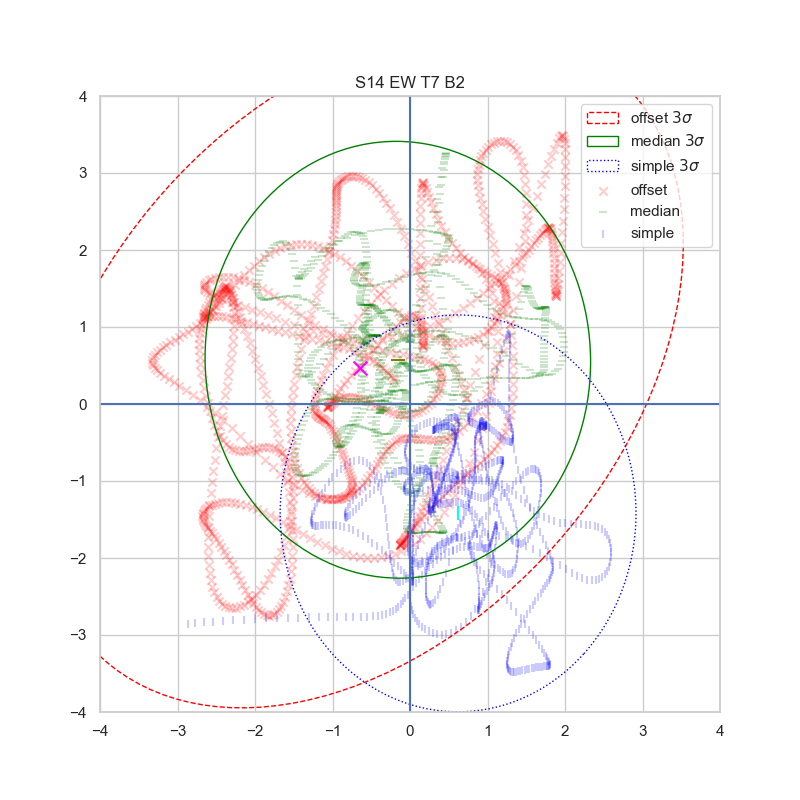 S14 EW T7 B2
offset 3σ
median 3σ
simple 3σ
offset
median
simple
4
3
2
1
0
−1
−2
−3
−4
−4 −3 −2 −1 0 1 2 3 4